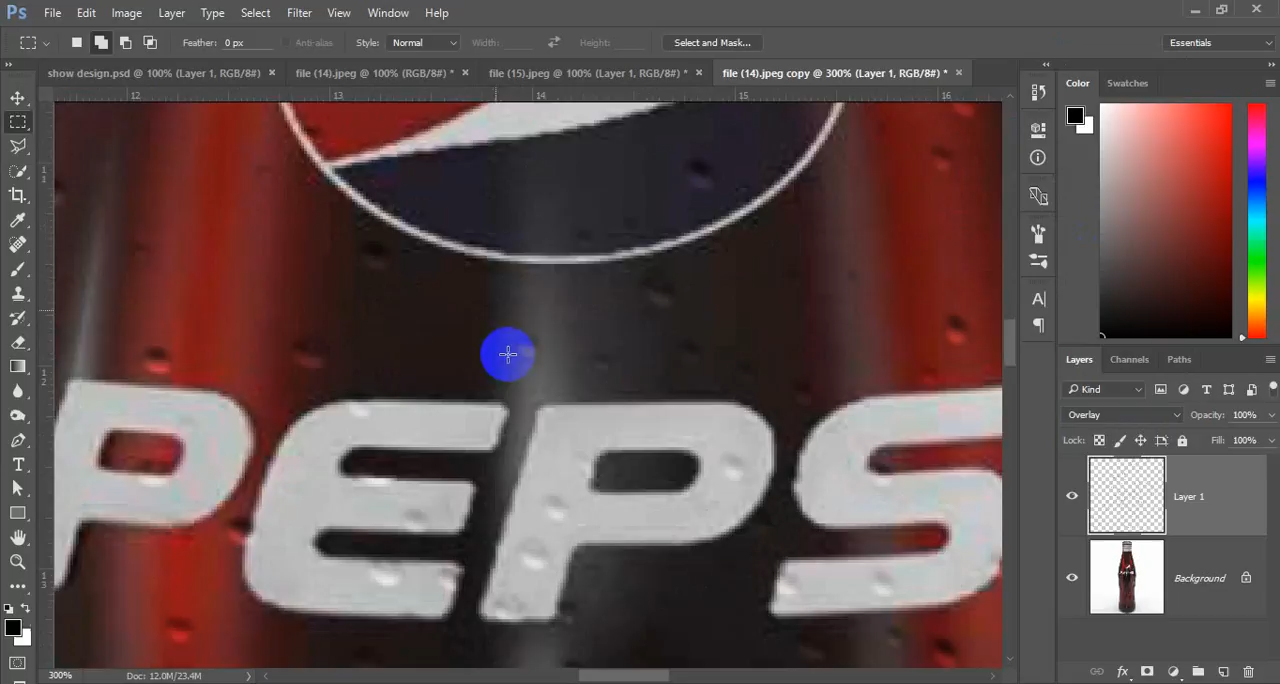 Ps File Edit Image Layer Type Select Filter View Window Help
Feather: 0 px Anti-alias Style: Normal Width: Height: Select and Mask... Essentials
show design.psd @ 100% (Layer 1, RGB/8#) × file (14).jpeg @ 100% (RGB/8#) * × file (15).jpeg @ 100% (Layer 1, RGB/8#) * × file (14).jpeg copy @ 300% (Layer 1, RGB/8#) * ×
Color Swatches
12 13 14 15 16
11
12
13
PEPS
A
Layers Channels Paths
Kind
Overlay Opacity: 100%
Lock: Fill: 100%
Layer 1
Background
300% Doc: 12.0M/23.4M